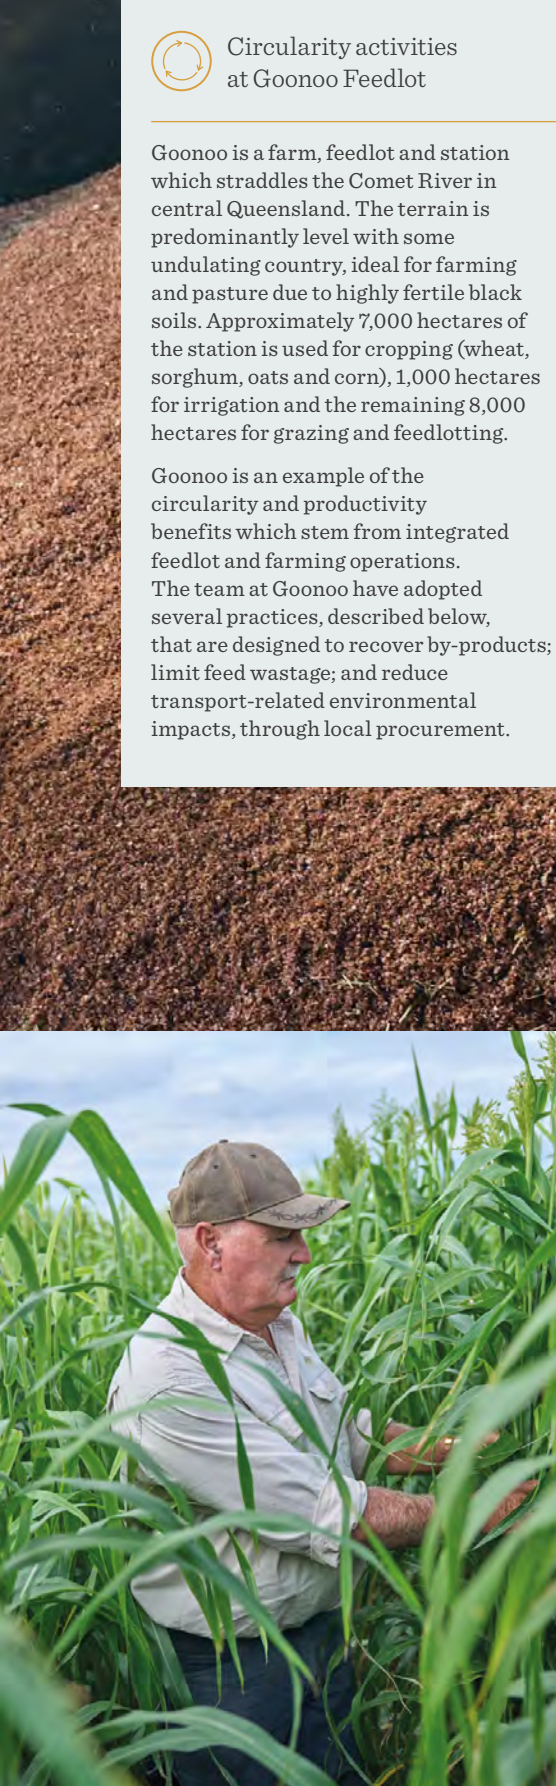 Circularity activities
at Goonoo Feedlot
Goonoo is a farm, feedlot and station
which straddles the Comet River in
central Queensland. The terrain is
predominantly level with some
undulating country, ideal for farming
and pasture due to highly fertile black
soils. Approximately 7,000 hectares of
the station is used for cropping (wheat,
sorghum, oats and corn), 1,000 hectares
for irrigation and the remaining 8,000
hectares for grazing and feedlotting.
Goonoo is an example of the
circularity and productivity
benefits which stem from integrated
feedlot and farming operations.
The team at Goonoo have adopted
several practices, described below,
that are designed to recover by-products;
limit feed wastage; and reduce
transport-related environmental
impacts, through local procurement.